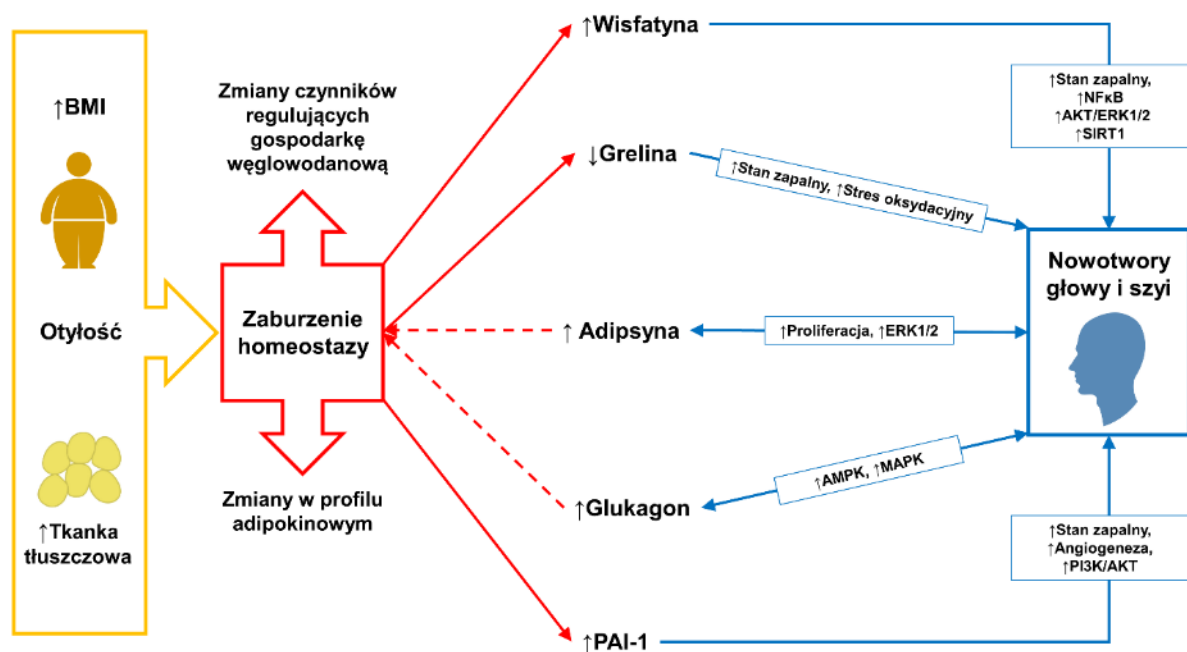 ↑BMI
Otyłość
↑Tkanka
tłuszczowa
Zmiany czynników
regulujących
gospodarkę
węglowodanową
Zaburzenie
homeostazy
Zmiany w profilu
adipokinowym
↑Wisfatyna
↓Grelina
↑ Adipsyna
↑Glukagon
↑PAI-1
↑Stan zapalny,
↑NFκB
↑AKT/ERK1/2
↑SIRT1
↑Stan zapalny, ↑Stres oksydacyjny
↑Proliferacja, ↑ERK1/2
↑AMPK, ↑MAPK
↑Stan zapalny,
↑Angiogeneza,
↑PI3K/AKT
Nowotwory
głowy i szyi